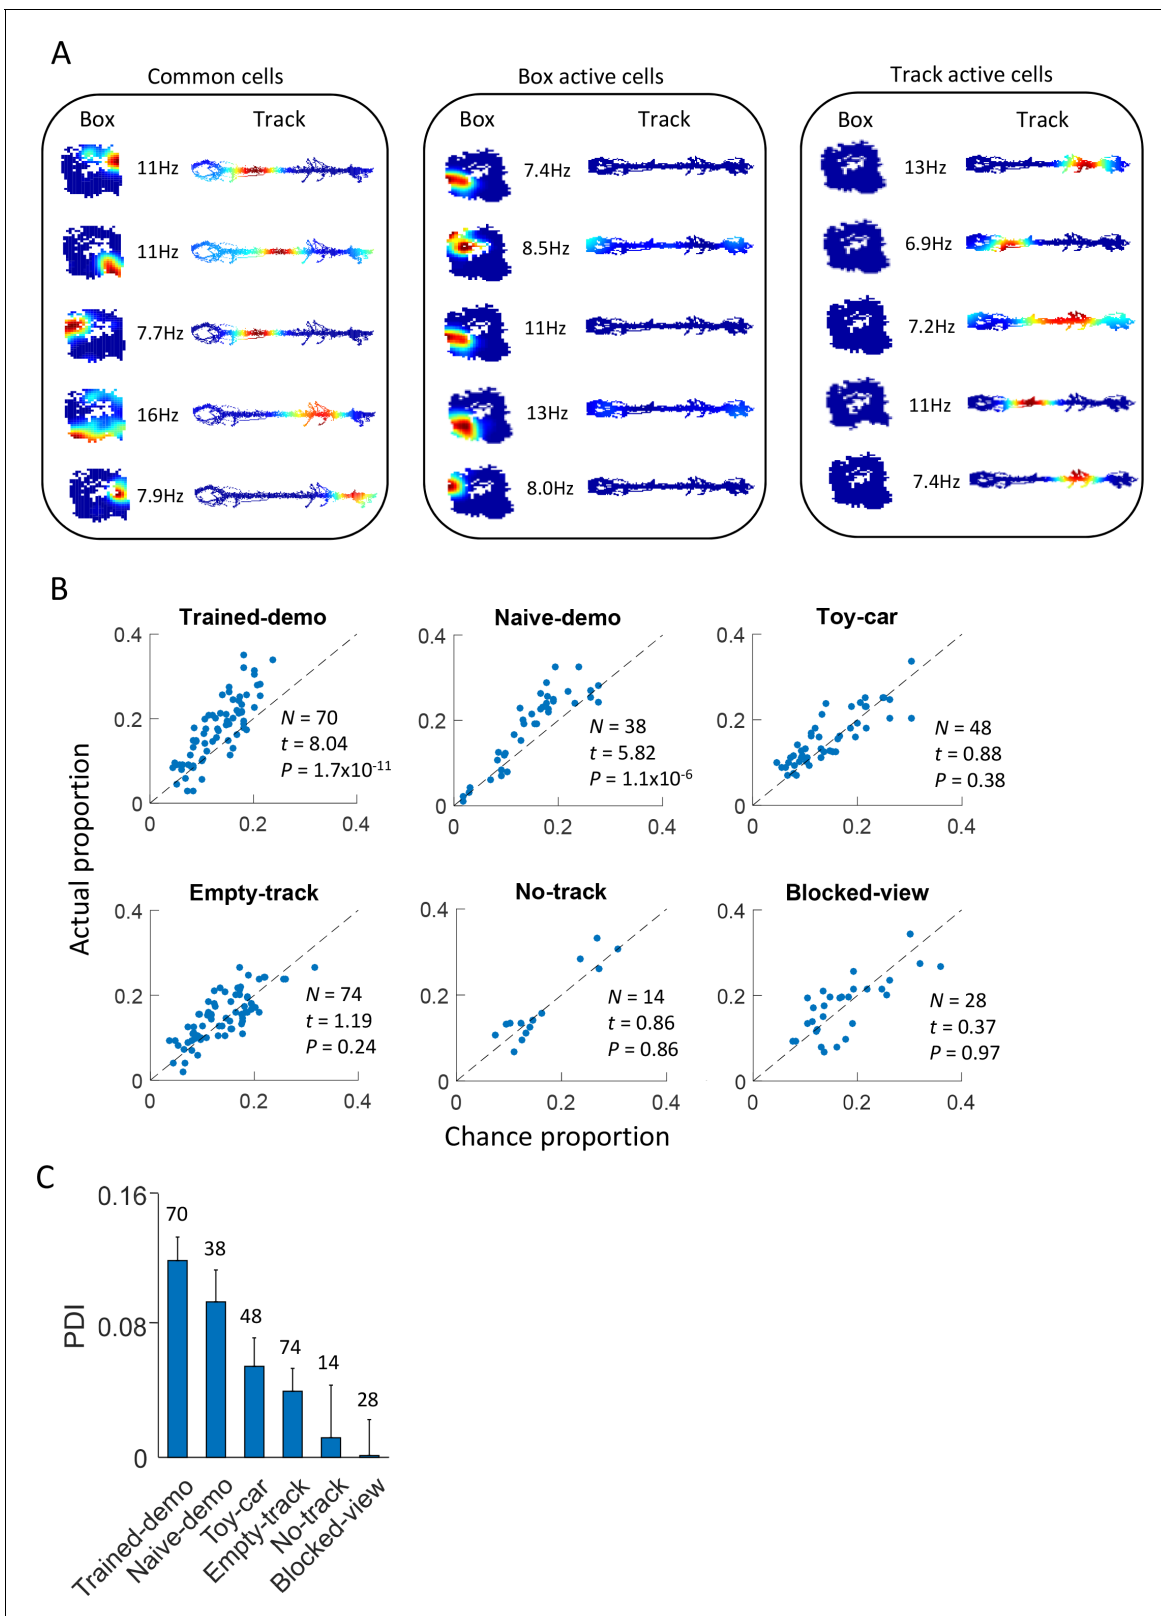 A
Common cells
Box Track
11Hz
11Hz
7.7Hz
16Hz
7.9Hz
Box active cells
Box Track
7.4Hz
8.5Hz
11Hz
13Hz
8.0Hz
Track active cells
Box Track
13Hz
6.9Hz
7.2Hz
11Hz
7.4Hz
B
Actual proportion
Trained-demo
0.4
0.2
0
0 0.2 0.4
N = 70
t = 8.04
P = 1.7x10⁻¹¹
Naive-demo
0.4
0.2
0
0 0.2 0.4
N = 38
t = 5.82
P = 1.1x10⁻⁶
Toy-car
0.4
0.2
0
0 0.2 0.4
N = 48
t = 0.88
P = 0.38
Empty-track
0.4
0.2
0
0 0.2 0.4
N = 74
t = 1.19
P = 0.24
No-track
0.4
0.2
0
0 0.2 0.4
N = 14
t = 0.86
P = 0.86
Blocked-view
0.4
0.2
0
0 0.2 0.4
N = 28
t = 0.37
P = 0.97
Chance proportion
C
PDI
0.16
0.08
0
70
38
48
74
14
28
Trained-demo
Naive-demo
Toy-car
Empty-track
No-track
Blocked-view